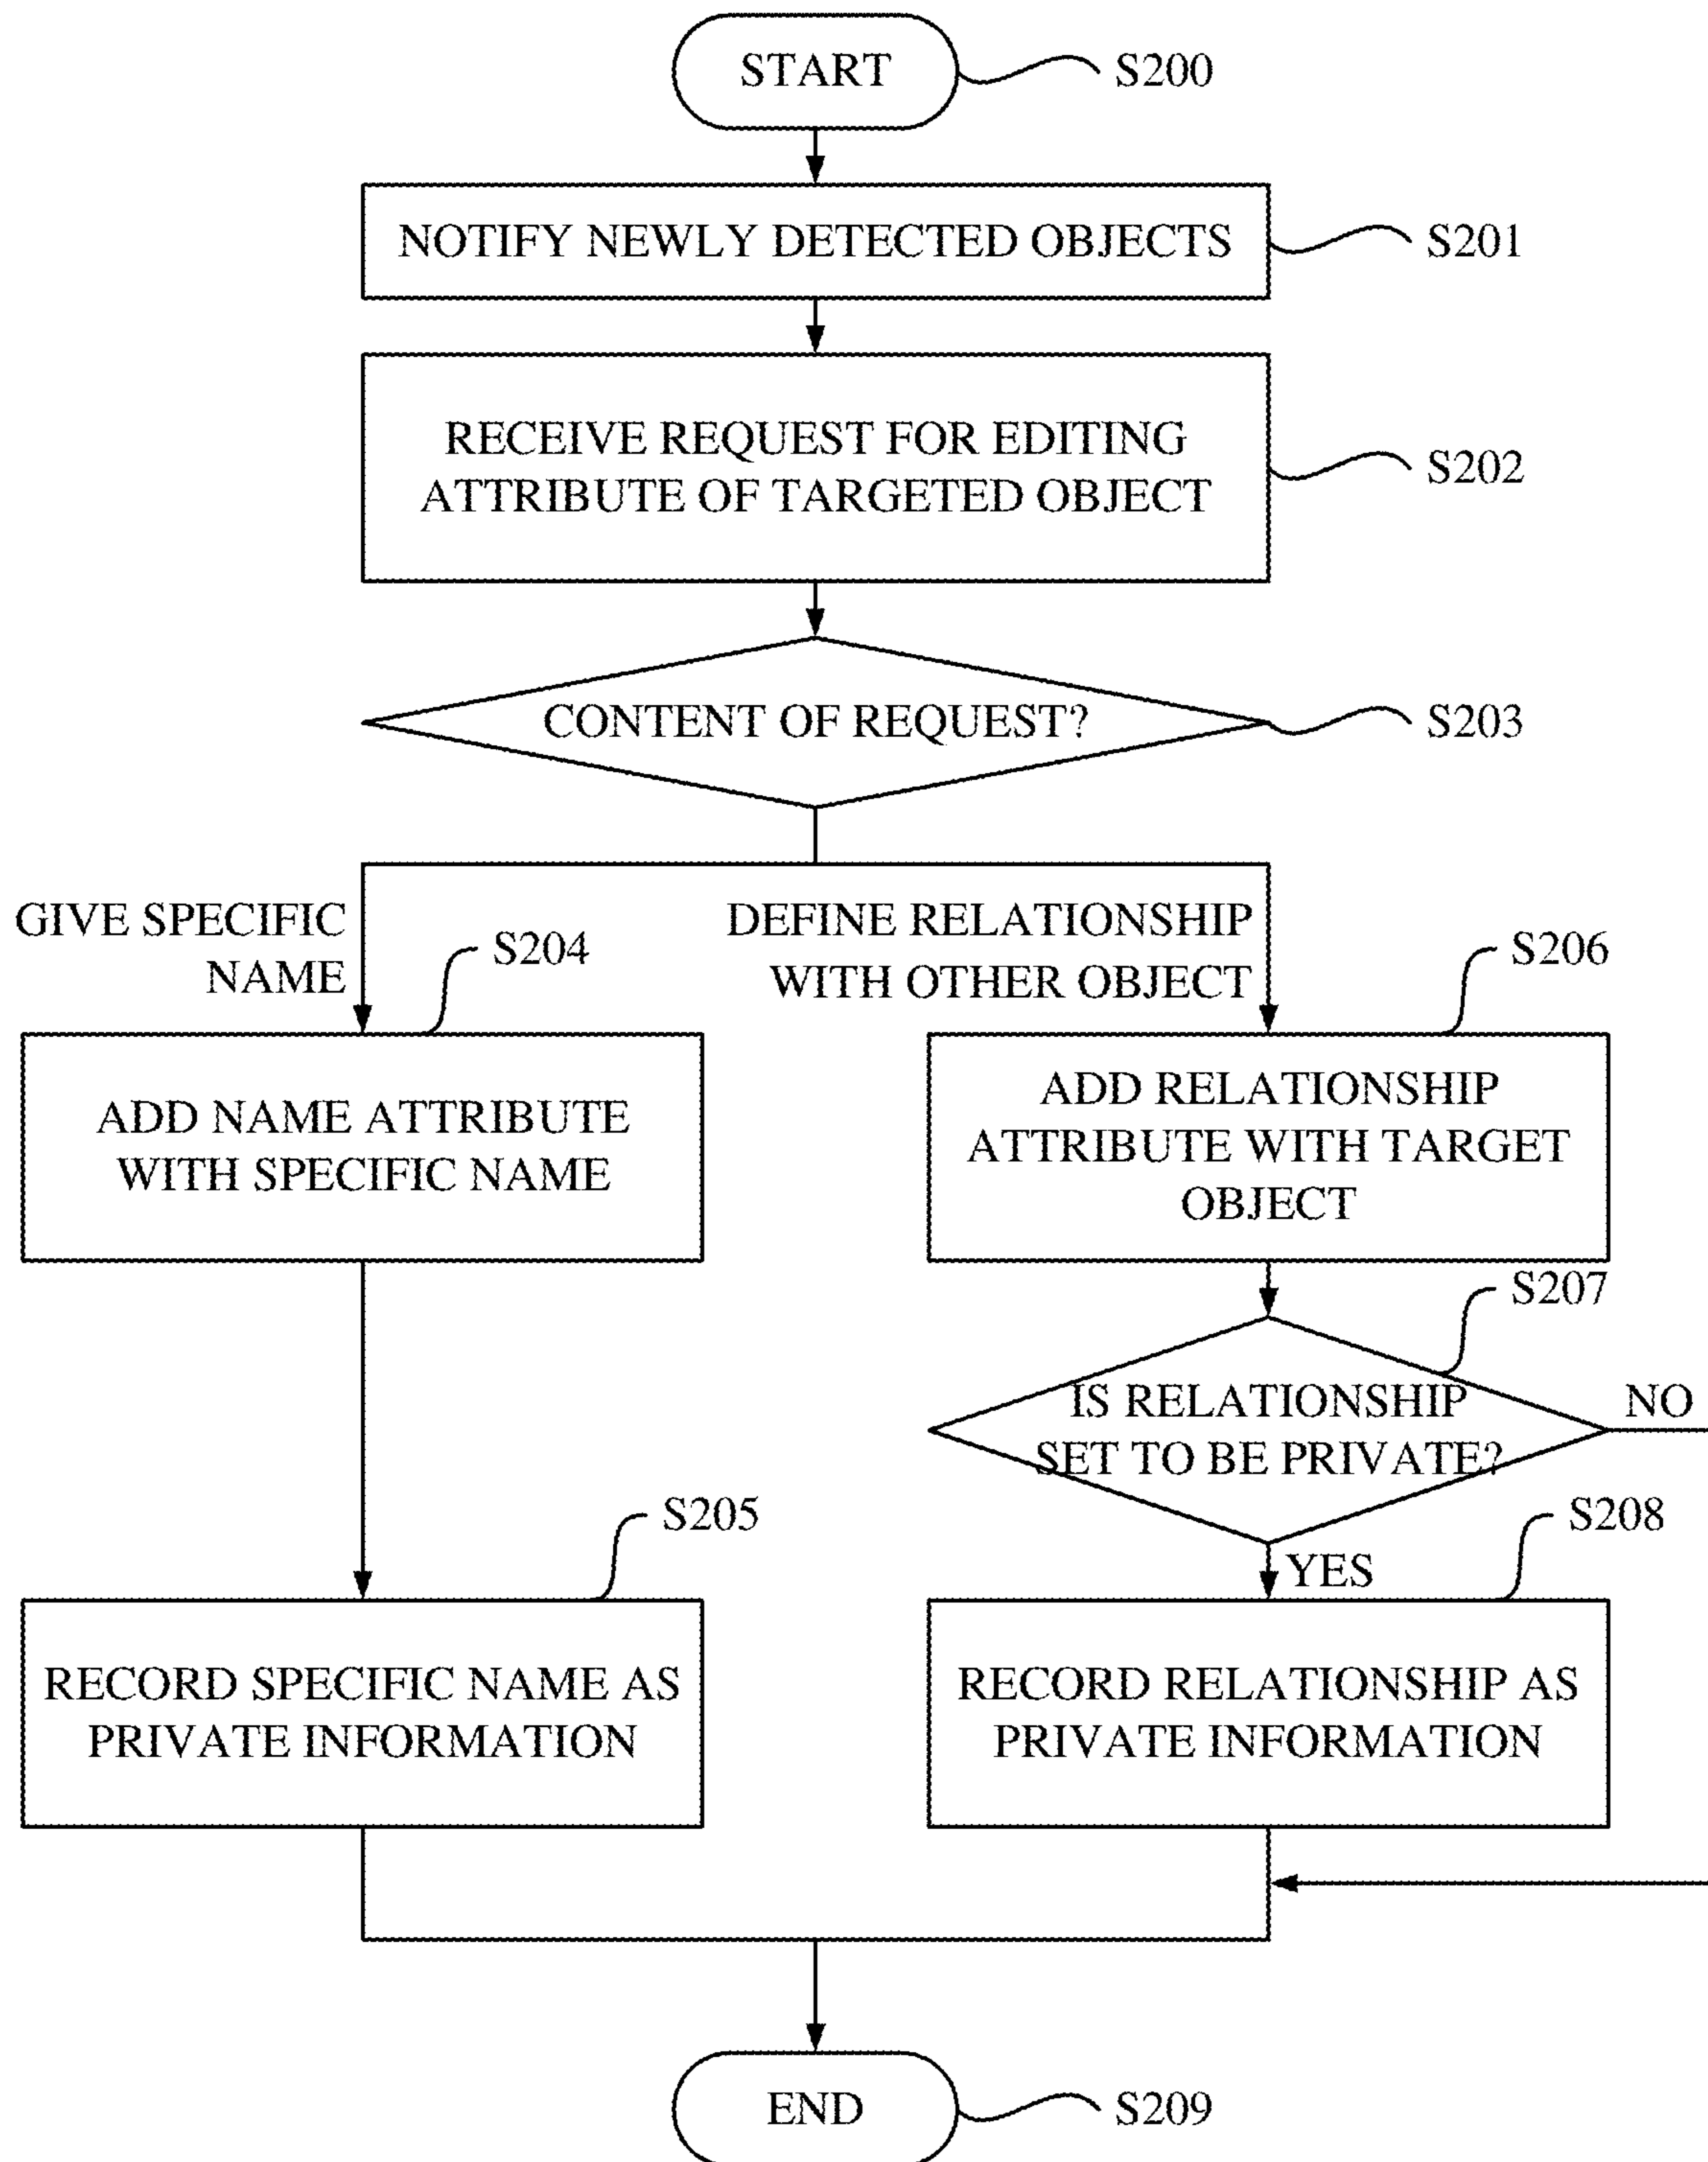 START
S200
NOTIFY NEWLY DETECTED OBJECTS
S201
RECEIVE REQUEST FOR EDITING
ATTRIBUTE OF TARGETED OBJECT
S202
CONTENT OF REQUEST?
S203
GIVE SPECIFIC
NAME
S204
DEFINE RELATIONSHIP
WITH OTHER OBJECT
S206
ADD NAME ATTRIBUTE
WITH SPECIFIC NAME
ADD RELATIONSHIP
ATTRIBUTE WITH TARGET
OBJECT
S207
IS RELATIONSHIP
SET TO BE PRIVATE?
NO
S205
YES
S208
RECORD SPECIFIC NAME AS
PRIVATE INFORMATION
RECORD RELATIONSHIP AS
PRIVATE INFORMATION
END
S209